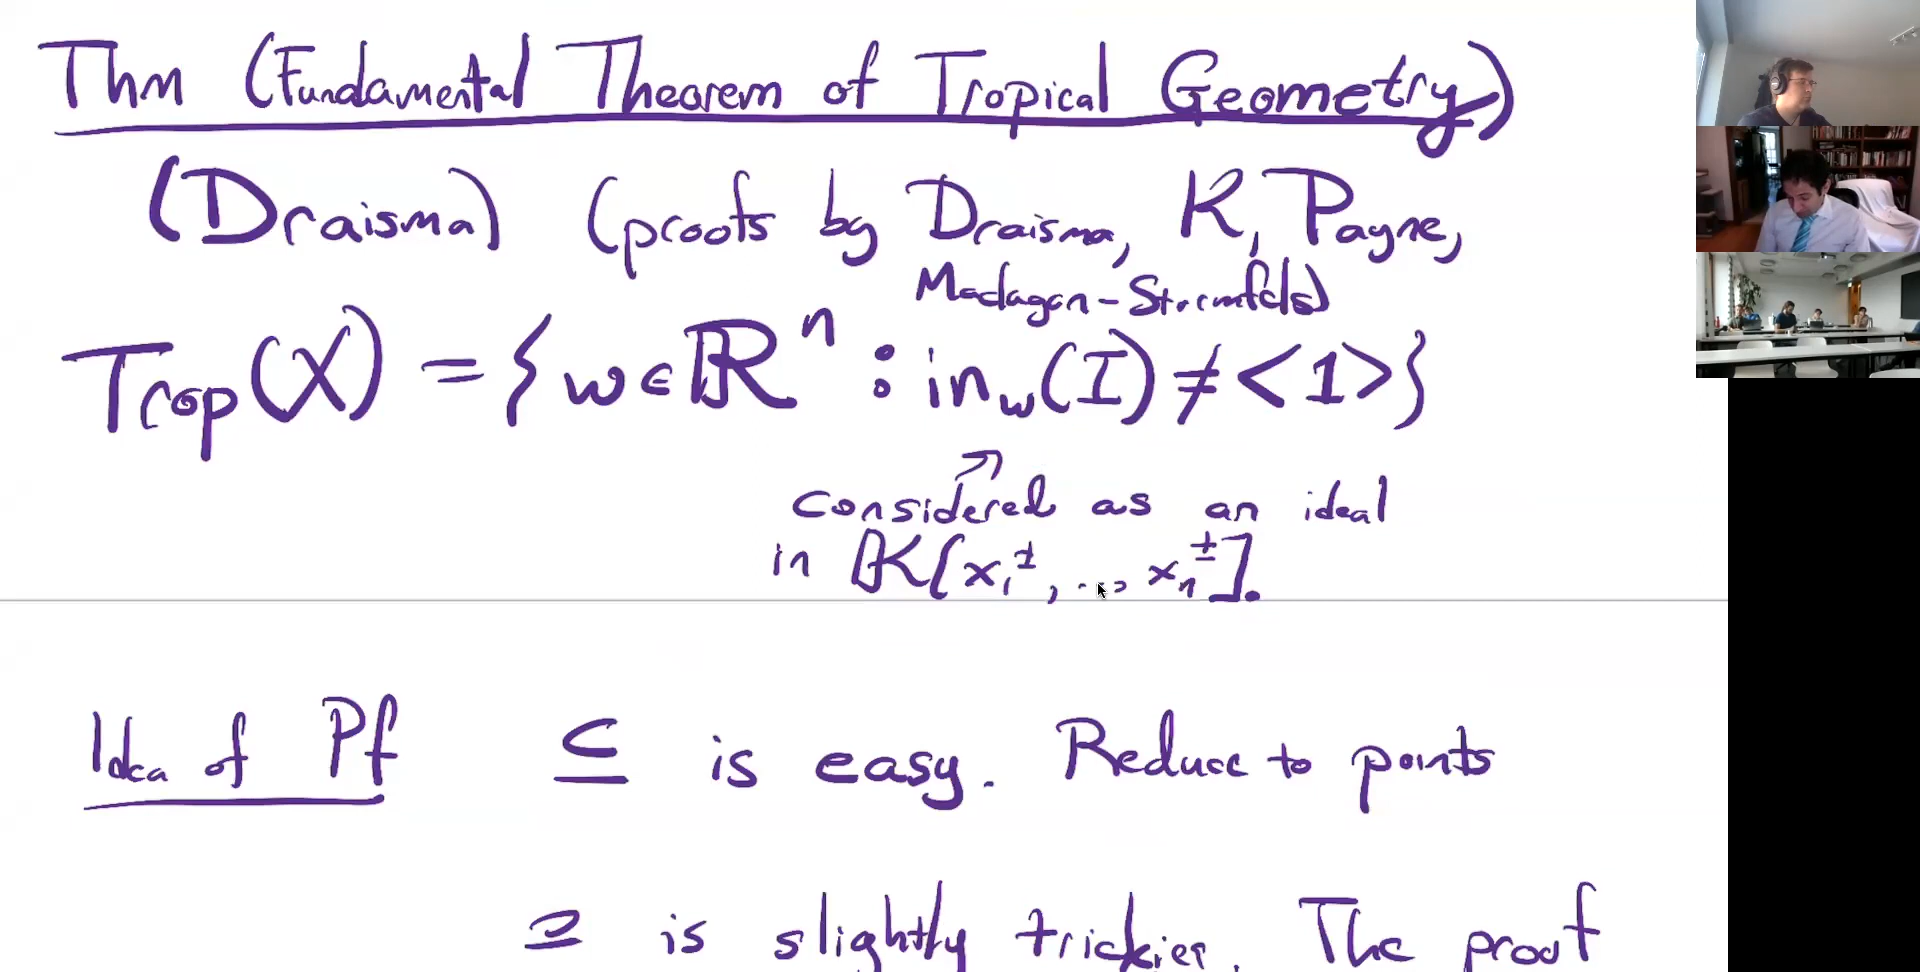 Thm (Fundamental Theorem of Tropical Geometry)
(Draisma) (proofs by Draisma, K, Payne,
Maclagan-Sturmfels)
Trop(X) = {w∈ℝⁿ : in_w(I) ≠ <1>}
considered as an ideal
in 𝕂[x₁^±, ..., xₙ^±].
Idea of Pf ⊆ is easy. Reduce to points
⊇ is slightly trickier. The proof